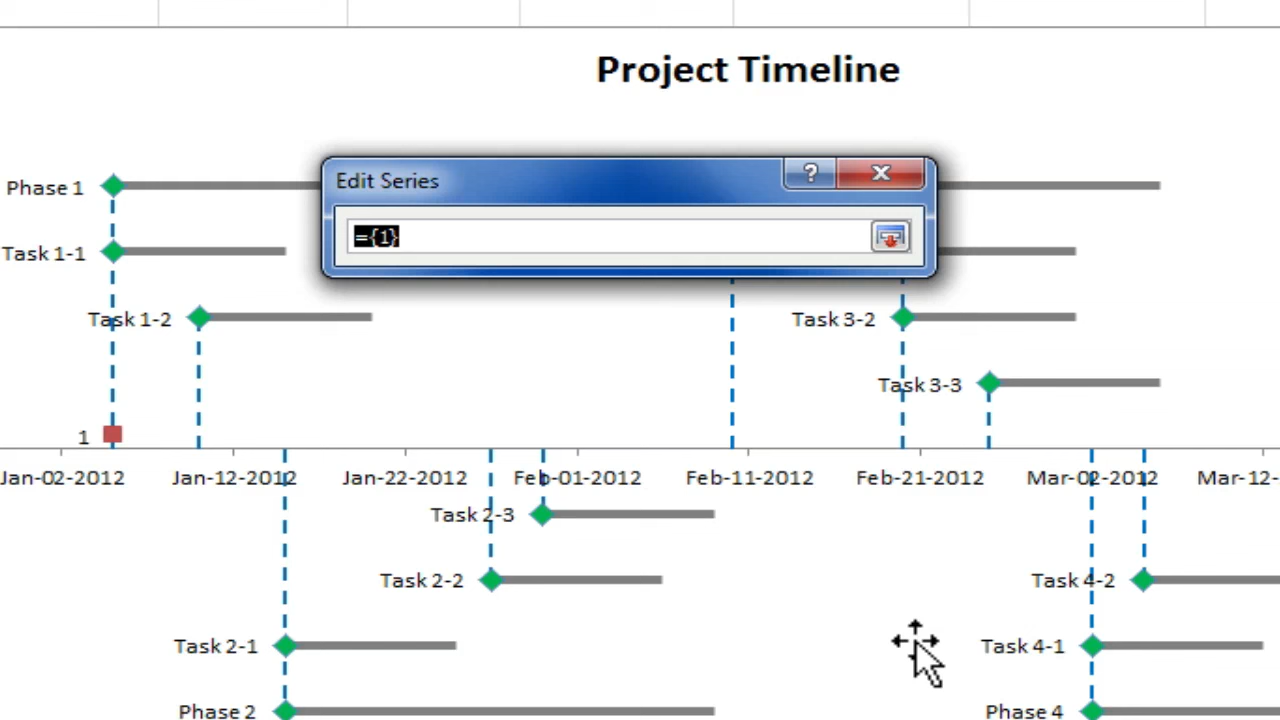 Project Timeline
Edit Series
?
={1}
Phase 1
Task 1-1
Task 1-2
Task 3-2
Task 3-3
1
Jan-02-2012 Jan-12-2012 Jan-22-2012 Feb-01-2012 Feb-11-2012 Feb-21-2012 Mar-02-2012 Mar-12-
Task 2-3
Task 2-2 Task 4-2
Task 2-1 Task 4-1
Phase 2 Phase 4